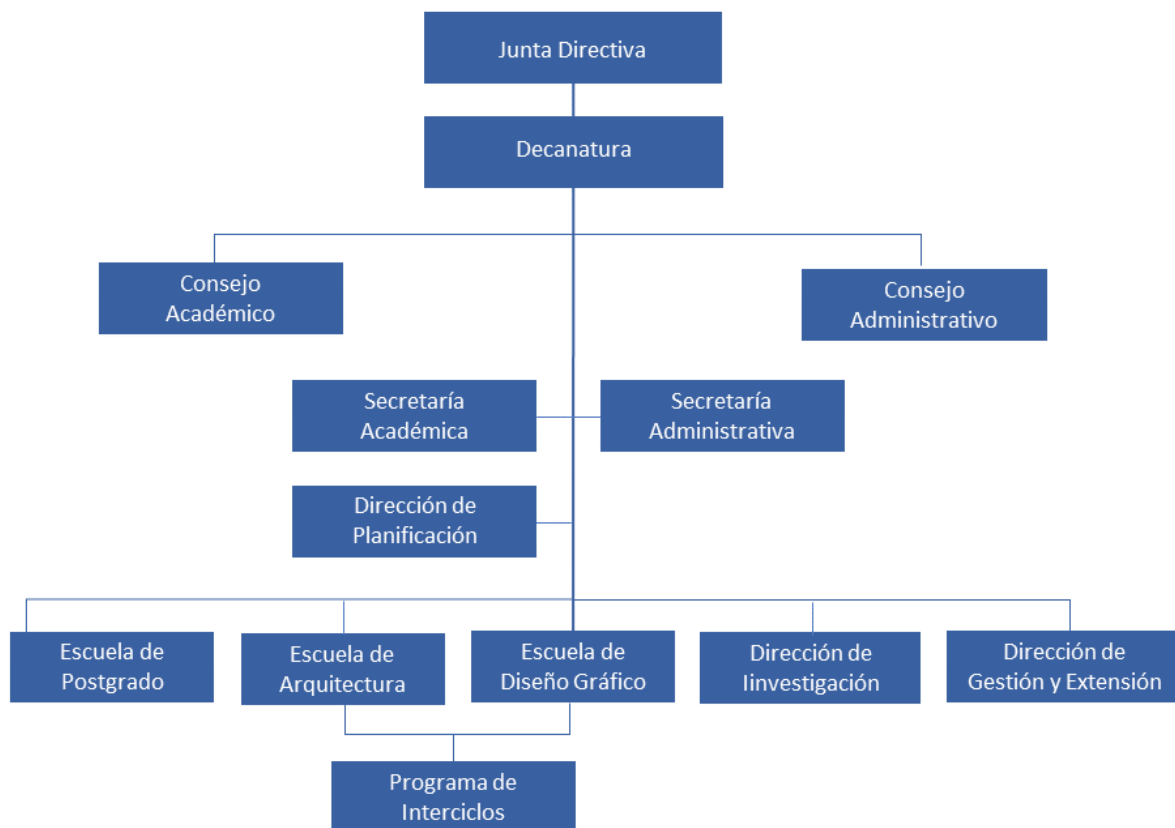 Junta Directiva
Decanatura
Consejo
Académico
Consejo
Administrativo
Secretaría
Académica
Secretaría
Administrativa
Dirección de
Planificación
Escuela de
Postgrado
Escuela de
Arquitectura
Escuela de
Diseño Gráfico
Dirección de
Iinvestigación
Dirección de
Gestión y Extensión
Programa de
Interciclos